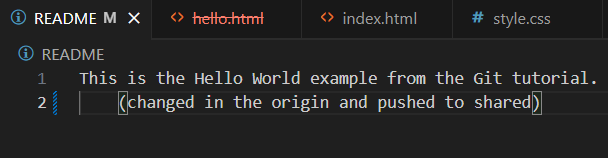 README M hello.html index.html style.css
README
1 This is the Hello World example from the Git tutorial.
2 (changed in the origin and pushed to shared)